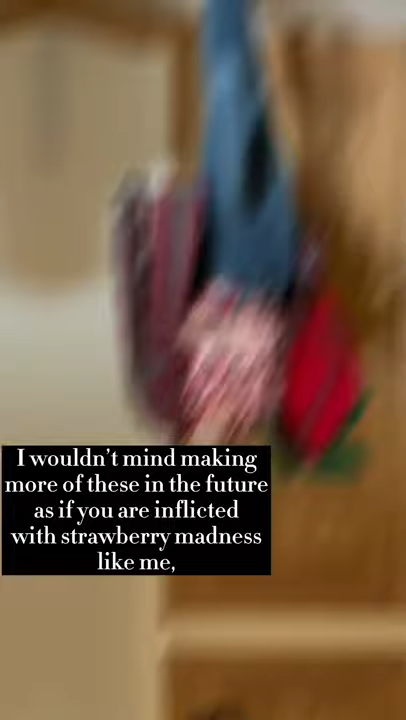 I wouldn't mind making
more of these in the future
as if you are inflicted
with strawberry madness
like me,